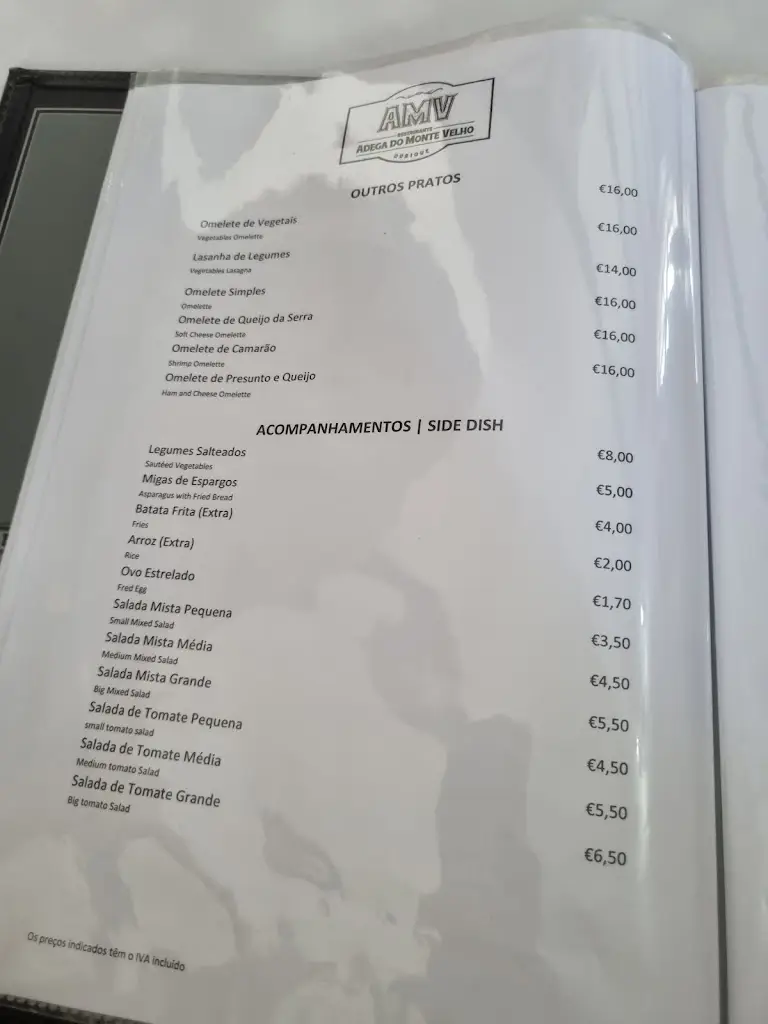 AMV
RESTAURANTE
ADEGA DO MONTE VELHO
OURIQUE
OUTROS PRATOS
Omelete de Vegetais €16,00
Vegetables Omelette
Lasanha de Legumes €16,00
Vegetables Lasagna
Omelete Simples €14,00
Omelette
Omelete de Queijo da Serra €16,00
Soft Cheese Omelette
Omelete de Camarão €16,00
Shrimp Omelette
Omelete de Presunto e Queijo €16,00
Ham and Cheese Omelette
ACOMPANHAMENTOS | SIDE DISH
Legumes Salteados €8,00
Sautéed Vegetables
Migas de Espargos €5,00
Asparagus with Fried Bread
Batata Frita (Extra) €4,00
Fries
Arroz (Extra) €2,00
Rice
Ovo Estrelado €1,70
Fred Egg
Salada Mista Pequena €3,50
Small Mixed Salad
Salada Mista Média €4,50
Medium Mixed Salad
Salada Mista Grande €5,50
Big Mixed Salad
Salada de Tomate Pequena €4,50
small tomato salad
Salada de Tomate Média €5,50
Medium tomato Salad
Salada de Tomate Grande €6,50
Big tomato Salad
Os preços indicados têm o IVA incluído